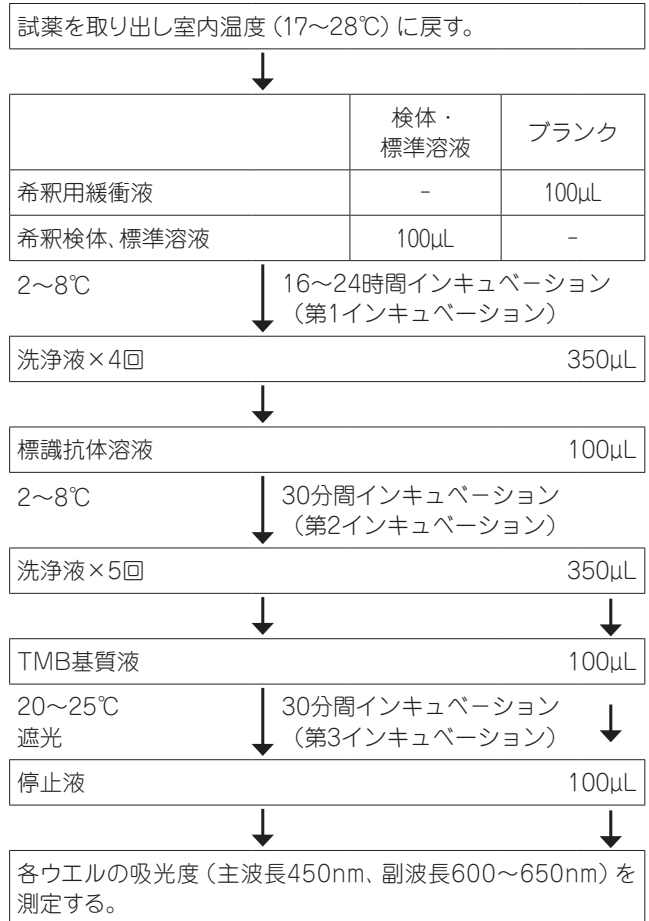 試薬を取り出し室内温度（17～28℃）に戻す。
検体・
標準溶液
ブランク
希釈用緩衝液 － 100μL
希釈検体、標準溶液 100μL －
2～8℃ 16～24時間インキュベーション
（第1インキュベーション）
洗浄液×4回 350μL
標識抗体溶液 100μL
2～8℃ 30分間インキュベーション
（第2インキュベーション）
洗浄液×5回 350μL
TMB基質液 100μL
20～25℃ 30分間インキュベーション
遮光 （第3インキュベーション）
停止液 100μL
各ウエルの吸光度（主波長450nm、副波長600～650nm）を
測定する。